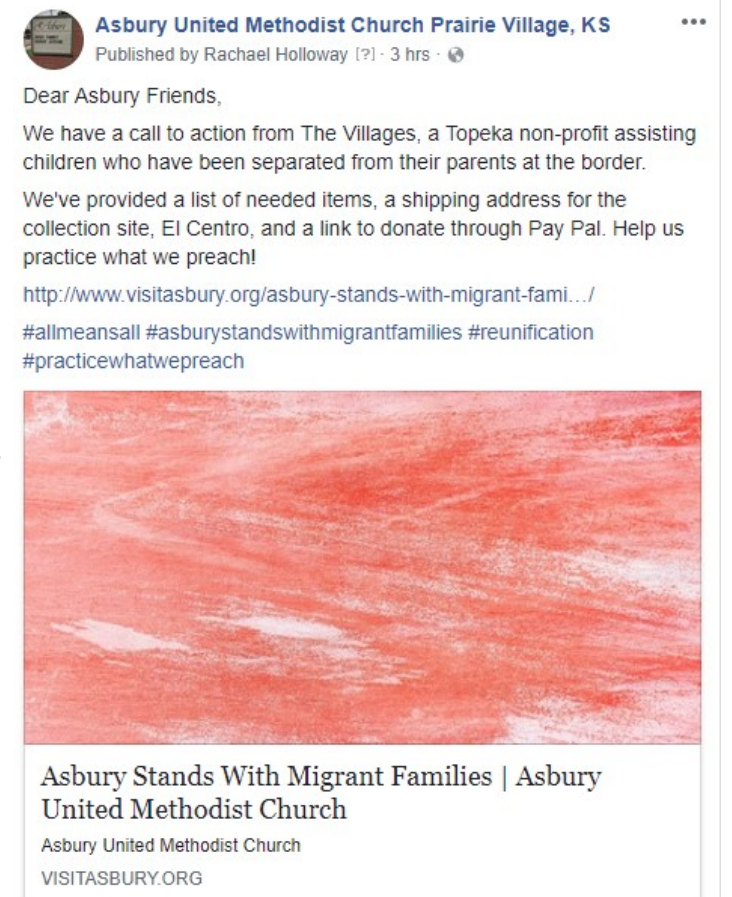 Asbury United Methodist Church Prairie Village, KS
Published by Rachael Holloway [?] · 3 hrs ·
Dear Asbury Friends,
We have a call to action from The Villages, a Topeka non-profit assisting
children who have been separated from their parents at the border.
We've provided a list of needed items, a shipping address for the
collection site, El Centro, and a link to donate through Pay Pal. Help us
practice what we preach!
http://www.visitasbury.org/asbury-stands-with-migrant-fami.../
#allmeansall #asburystandswithmigrantfamilies #reunification
#practicewhatwepreach
Asbury Stands With Migrant Families | Asbury
United Methodist Church
Asbury United Methodist Church
VISITASBURY.ORG